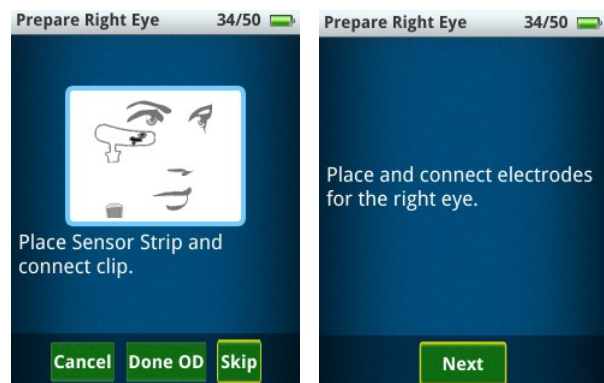 Prepare Right Eye 34/50
Place Sensor Strip and
connect clip.
Cancel Done OD Skip
Prepare Right Eye 34/50
Place and connect electrodes
for the right eye.
Next